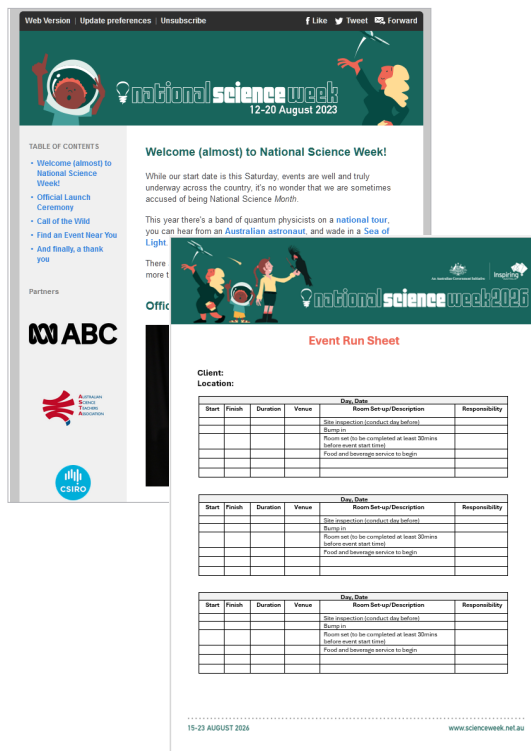 Web Version | Update preferences | Unsubscribe
Like Tweet Forward
national science week
12-20 August 2023
TABLE OF CONTENTS
• Welcome (almost) to
National Science
Week!
• Official Launch
Ceremony
• Call of the Wild
• Find an Event Near You
• And finally, a thank
you
Partners
ABC
AUSTRALIAN
SCIENCE
TEACHERS
ASSOCIATION
CSIRO
Welcome (almost) to National Science Week!
While our start date is this Saturday, events are well and truly
underway across the country, it's no wonder that we are sometimes
accused of being National Science Month.
This year there's a band of quantum physicists on a national tour,
you can hear from an Australian astronaut, and wade in a Sea of
Light.
There
more t
Offic
An Australian Government Initiative
Inspiring
national science week 2026
Event Run Sheet
Client:
Location:
Day, Date
Start Finish Duration Venue Room Set-up/Description Responsibility
Site inspection (conduct day before)
Bump in
Room set (to be completed at least 30mins
before event start time)
Food and beverage service to begin
Day, Date
Start Finish Duration Venue Room Set-up/Description Responsibility
Site inspection (conduct day before)
Bump in
Room set (to be completed at least 30mins
before event start time)
Food and beverage service to begin
Day, Date
Start Finish Duration Venue Room Set-up/Description Responsibility
Site inspection (conduct day before)
Bump in
Room set (to be completed at least 30mins
before event start time)
Food and beverage service to begin
15-23 AUGUST 2026
www.scienceweek.net.au